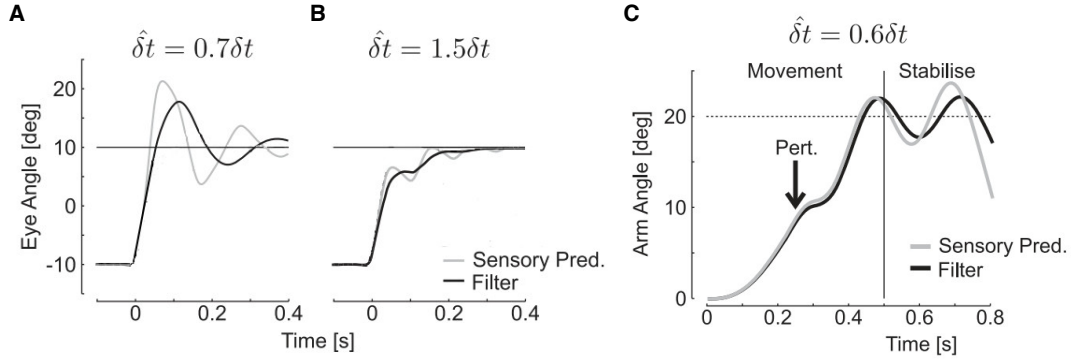 A
B
C
δ̂t = 0.7δt
δ̂t = 1.5δt
δ̂t = 0.6δt
Eye Angle [deg]
20
10
0
-10
0
0.2
0.4
0
0.2
0.4
Time [s]
Sensory Pred.
Filter
Movement
Stabilise
Pert.
Arm Angle [deg]
20
10
0
Sensory Pred.
Filter
0
0.2
0.4
0.6
0.8
Time [s]